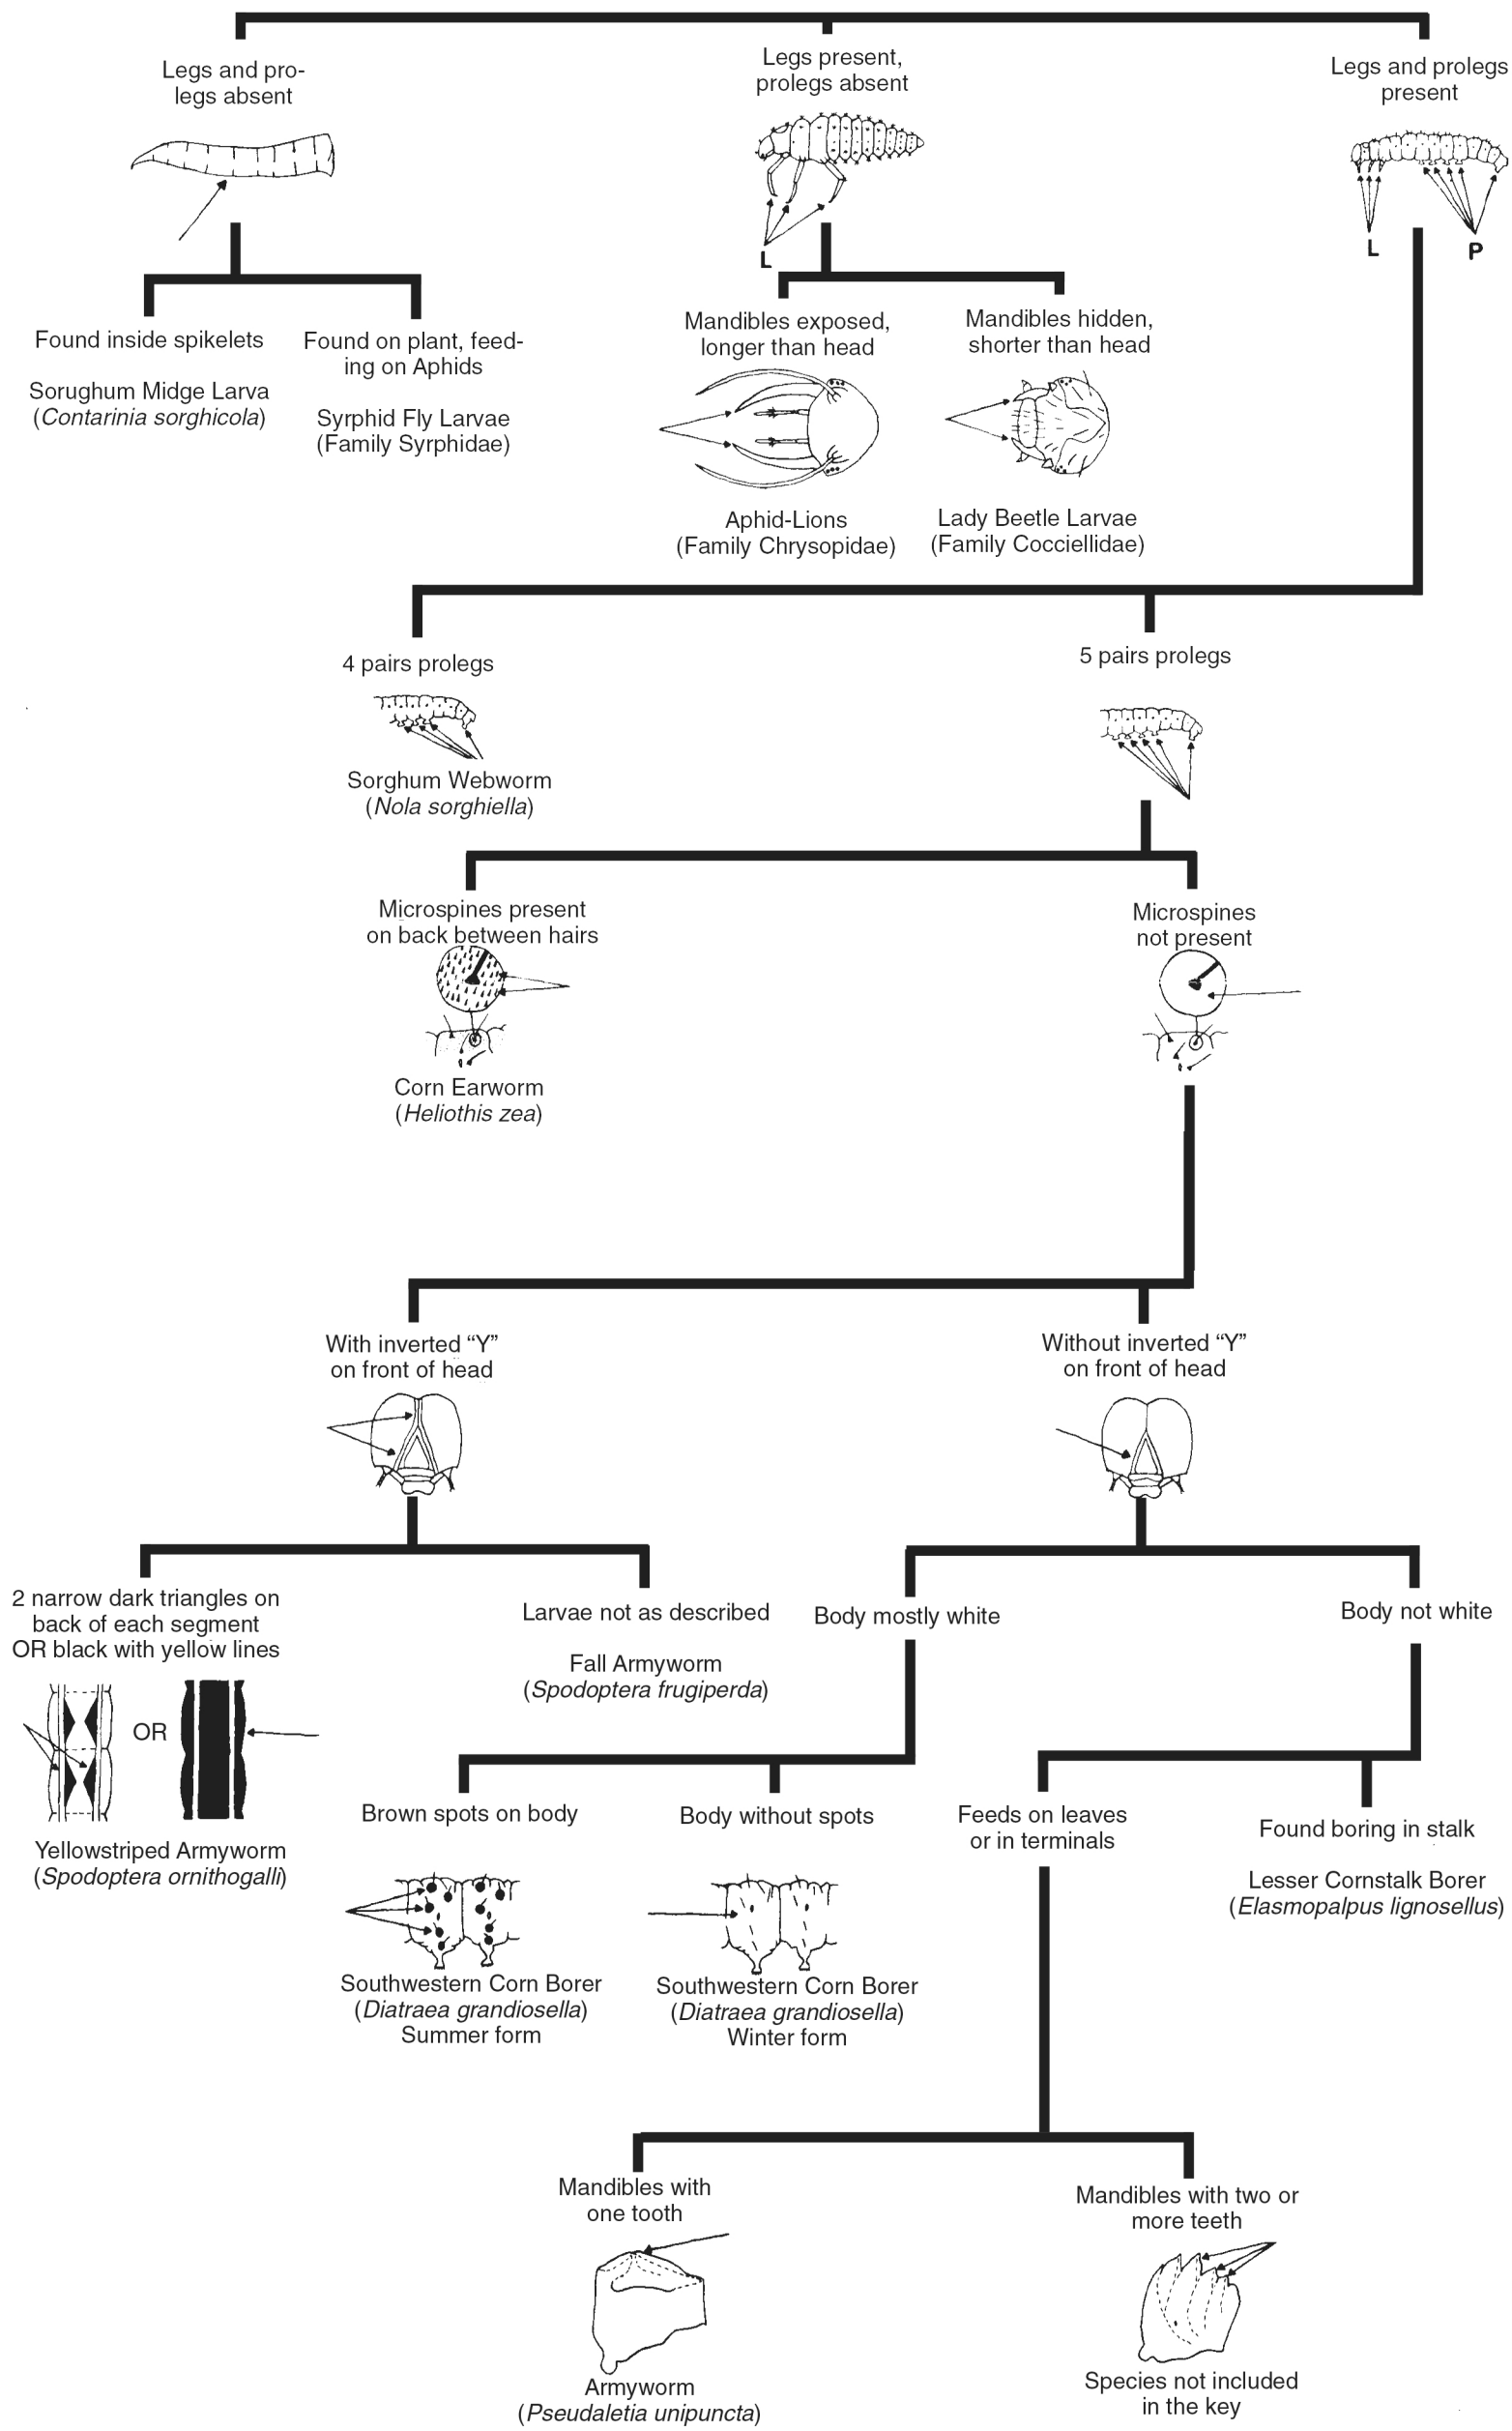 Legs and pro-
legs absent
Legs present,
prolegs absent
Legs and prolegs
present
L
L
P
Found inside spikelets
Sorughum Midge Larva
(Contarinia sorghicola)
Found on plant, feed-
ing on Aphids
Syrphid Fly Larvae
(Family Syrphidae)
Mandibles exposed,
longer than head
Aphid-Lions
(Family Chrysopidae)
Mandibles hidden,
shorter than head
Lady Beetle Larvae
(Family Cocciellidae)
4 pairs prolegs
Sorghum Webworm
(Nola sorghiella)
5 pairs prolegs
Microspines present
on back between hairs
Corn Earworm
(Heliothis zea)
Microspines
not present
With inverted “Y”
on front of head
Without inverted “Y”
on front of head
2 narrow dark triangles on
back of each segment
OR black with yellow lines
OR
Yellowstriped Armyworm
(Spodoptera ornithogalli)
Larvae not as described
Fall Armyworm
(Spodoptera frugiperda)
Body mostly white
Body not white
Brown spots on body
Southwestern Corn Borer
(Diatraea grandiosella)
Summer form
Body without spots
Southwestern Corn Borer
(Diatraea grandiosella)
Winter form
Feeds on leaves
or in terminals
Found boring in stalk
Lesser Cornstalk Borer
(Elasmopalpus lignosellus)
Mandibles with
one tooth
Armyworm
(Pseudaletia unipuncta)
Mandibles with two or
more teeth
Species not included
in the key